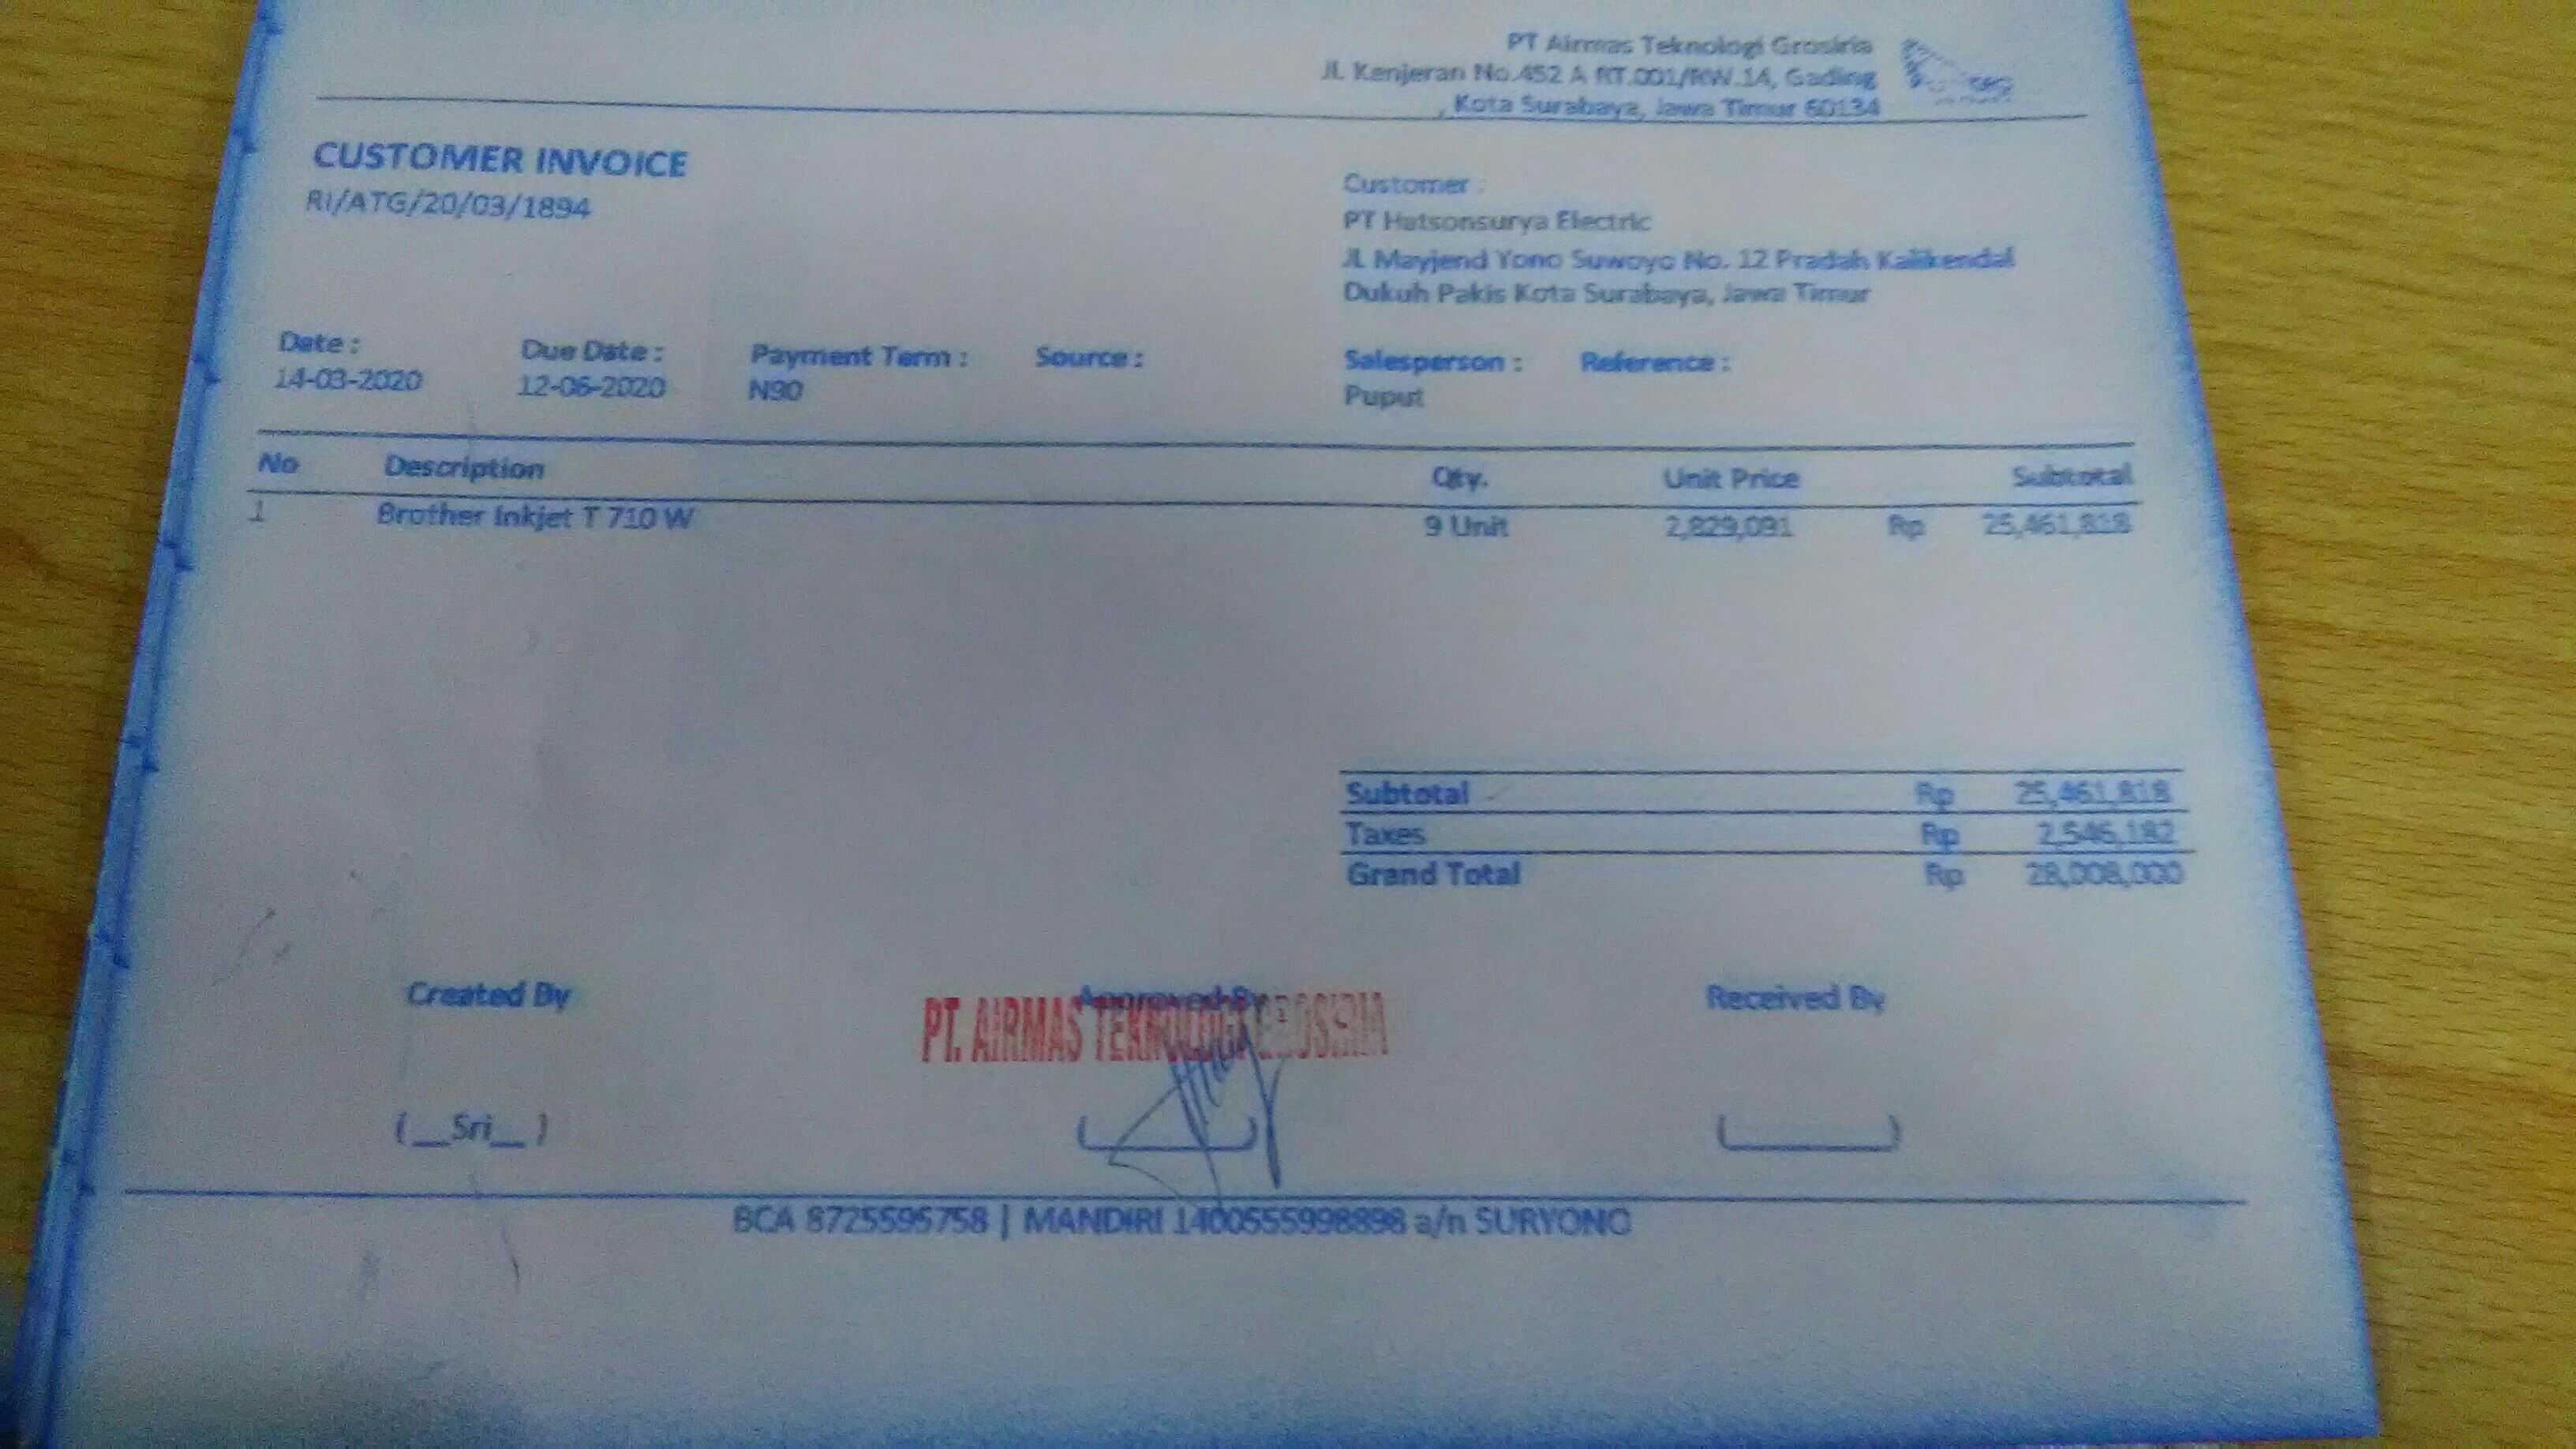 PT Airmas Teknologi Grosiria
Jl. Kenjeran No.452 A RT.001/RW.14, Gading
, Kota Surabaya, Jawa Timur 60134
CUSTOMER INVOICE
RI/ATG/20/03/1894
Customer :
PT Hatsonsurya Electric
Jl. Mayjend Yono Suwoyo No. 12 Pradah Kalikendal
Dukuh Pakis Kota Surabaya, Jawa Timur
Date : Due Date : Payment Term : Source : Salesperson : Reference :
14-03-2020 12-06-2020 N90 Puput
No Description Qty. Unit Price Subtotal
1 Brother Inkjet T 710 W 9 Unit 2,829,091 Rp 25,461,818
Subtotal Rp 25,461,818
Taxes Rp 2,546,182
Grand Total Rp 28,008,000
Created By Approved By Received By
PT. AIRMAS TEKNOLOGI GROSIRIA
(__Sri__)
BCA 8725595758 | MANDIRI 1400555998898 a/n SURYONO